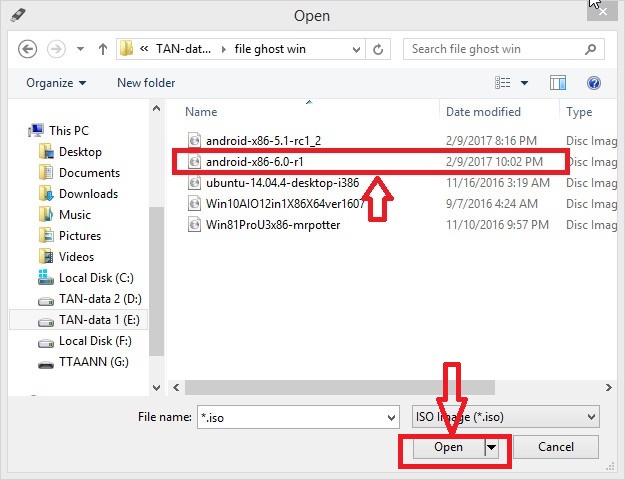 Open
« TAN-dat... ▸ file ghost win
Search file ghost win
Organize
New folder
Name
Date modified
Type
This PC
Desktop
Documents
Downloads
Music
Pictures
Videos
Local Disk (C:)
TAN-data 2 (D:)
TAN-data 1 (E:)
Local Disk (F:)
TTAANN (G:)
android-x86-5.1-rc1_2 2/9/2017 8:16 PM Disc Imag
android-x86-6.0-r1 2/9/2017 10:02 PM Disc Imag
ubuntu-14.04.4-desktop-i386 11/16/2016 3:19 AM Disc Imag
Win10AIO12in1X86X64ver1607 9/7/2016 4:24 AM Disc Imag
Win81ProU3x86-mrpotter 11/10/2016 9:57 PM Disc Imag
File name: *.iso ISO Image (*.iso)
Open Cancel